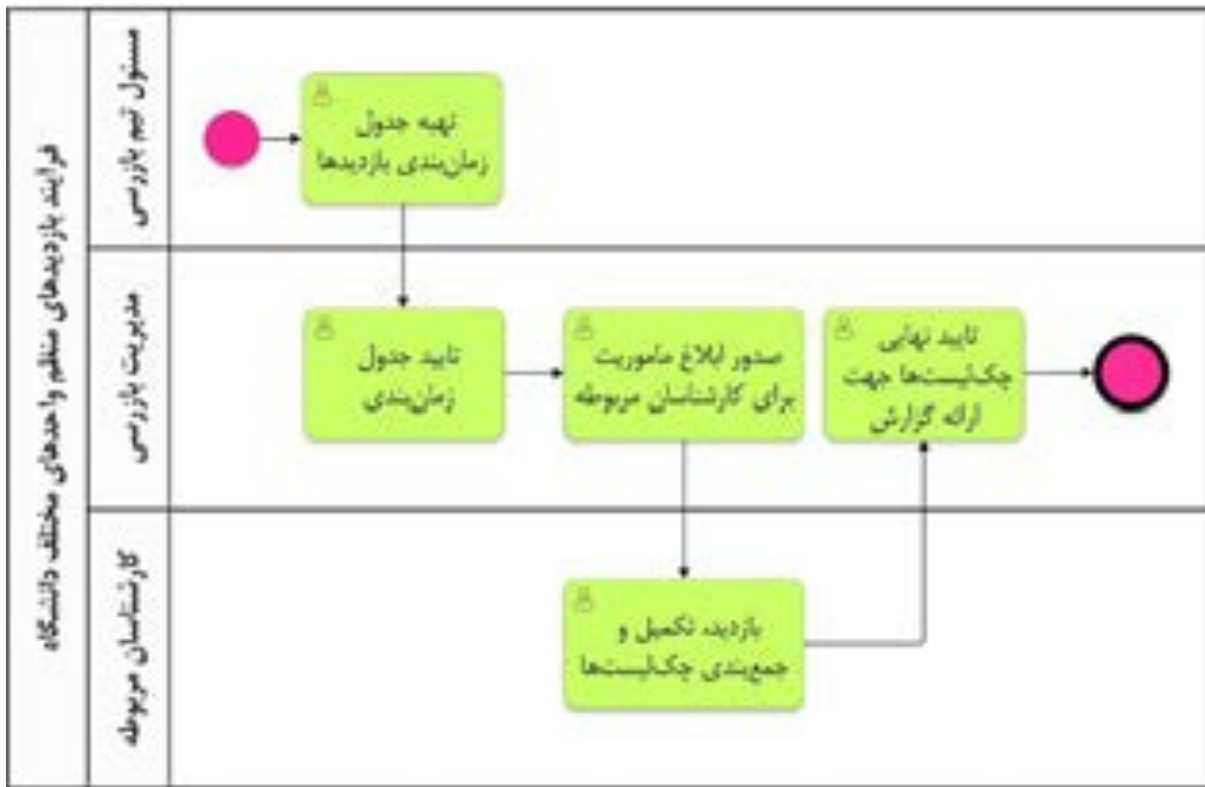 فرایند بازدیدهای منظم واحدهای مختلف دانشگاه
مسئول تیم بازرسی
تهیه جدول
زمان‌بندی بازدیدها
مدیریت بازرسی
تایید جدول
زمان‌بندی
صدور ابلاغ ماموریت
برای کارشناسان مربوطه
تایید نهایی
چک‌لیست‌ها جهت
ارائه گزارش
کارشناسان مربوطه
بازدید، تکمیل و
جمع‌بندی چک‌لیست‌ها